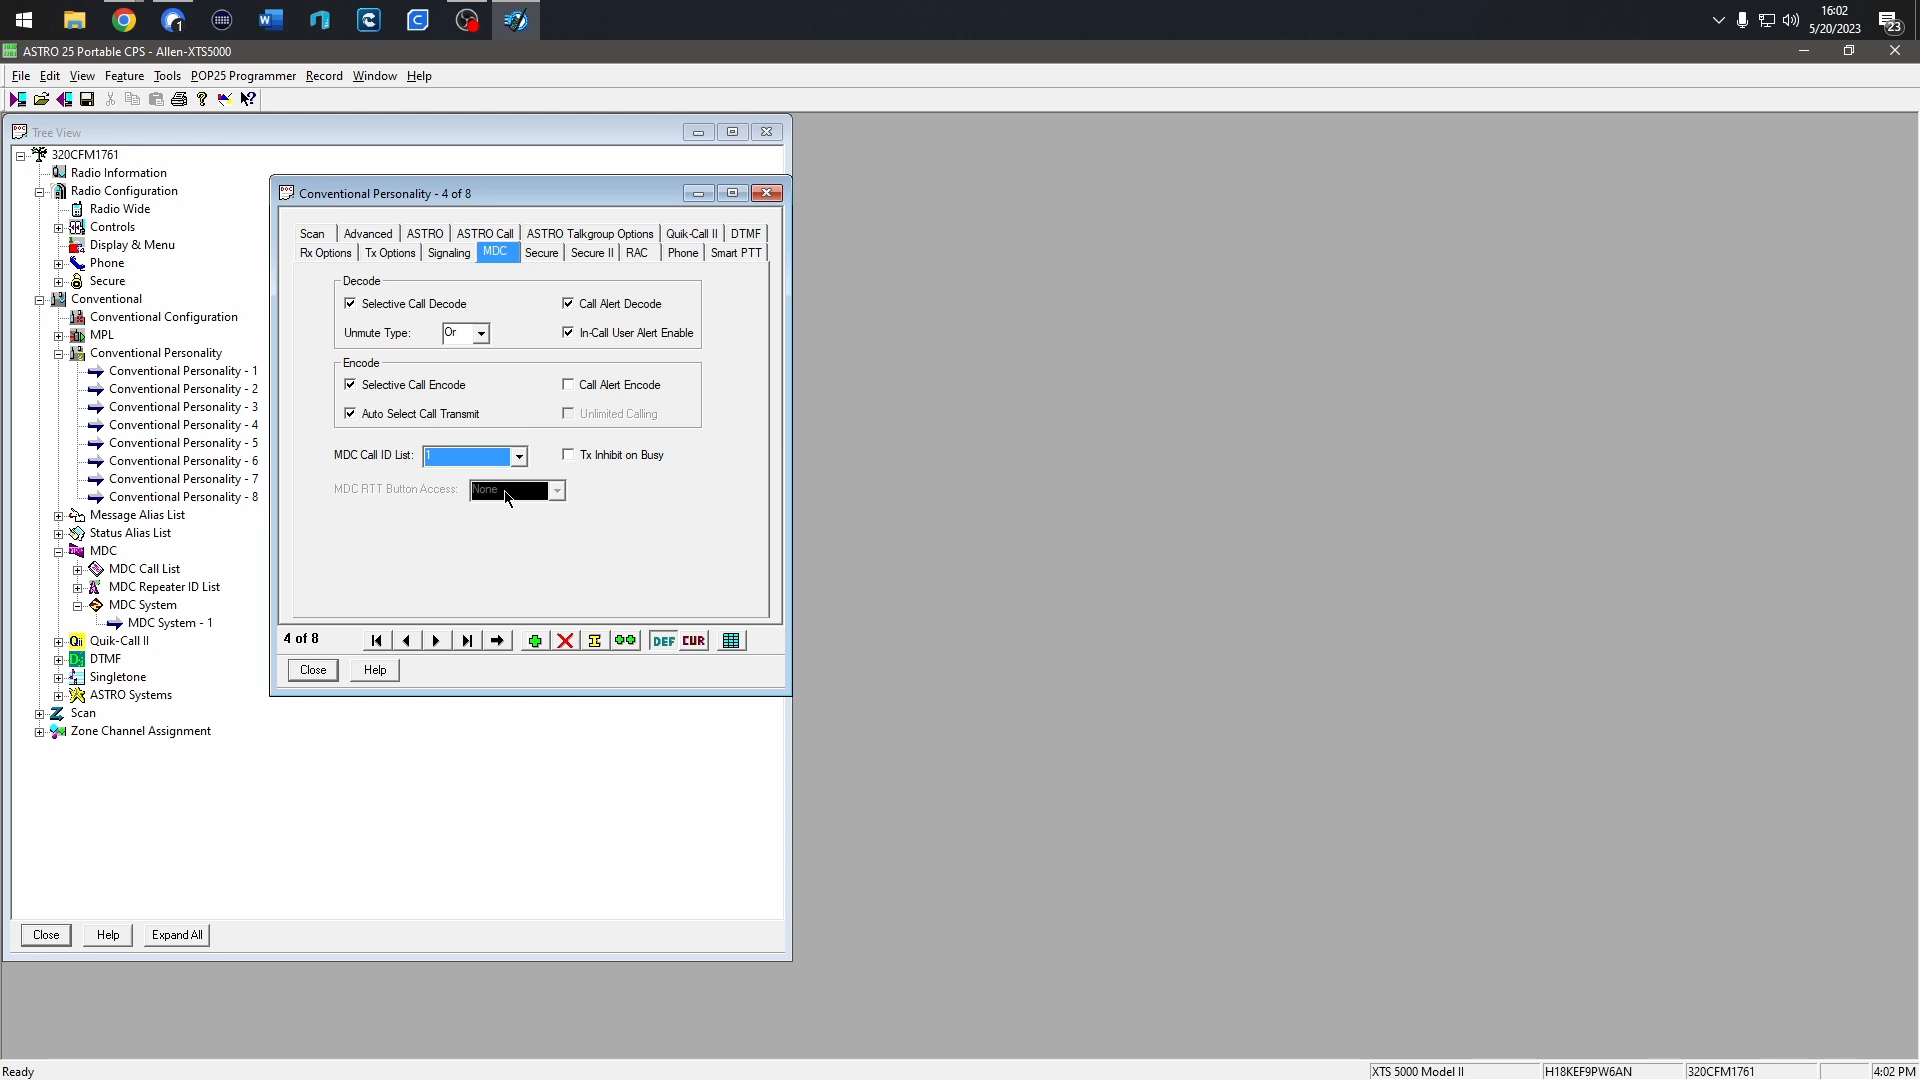 1
16:02
5/20/2023
23
ASTRO 25 Portable CPS - Allen-XTS5000
File Edit View Feature Tools POP25 Programmer Record Window Help
Tree View
320CFM1761
Radio Information
Radio Configuration
Radio Wide
Controls
Display & Menu
Phone
Secure
Conventional
Conventional Configuration
MPL
Conventional Personality
Conventional Personality - 1
Conventional Personality - 2
Conventional Personality - 3
Conventional Personality - 4
Conventional Personality - 5
Conventional Personality - 6
Conventional Personality - 7
Conventional Personality - 8
Message Alias List
Status Alias List
MDC
MDC Call List
MDC Repeater ID List
MDC System
MDC System - 1
Quik-Call II
DTMF
Singletone
ASTRO Systems
Scan
Zone Channel Assignment
Close Help Expand All
Conventional Personality - 4 of 8
Scan Advanced ASTRO ASTRO Call ASTRO Talkgroup Options Quik-Call II DTMF
Rx Options Tx Options Signaling MDC Secure Secure II RAC Phone Smart PTT
Decode
Selective Call Decode Call Alert Decode
Unmute Type: Or In-Call User Alert Enable
Encode
Selective Call Encode Call Alert Encode
Auto Select Call Transmit Unlimited Calling
MDC Call ID List: 1 Tx Inhibit on Busy
MDC RTT Button Access: None
4 of 8 DEF CUR
Close Help
Ready XTS 5000 Model II H18KEF9PW6AN 320CFM1761 4:02 PM